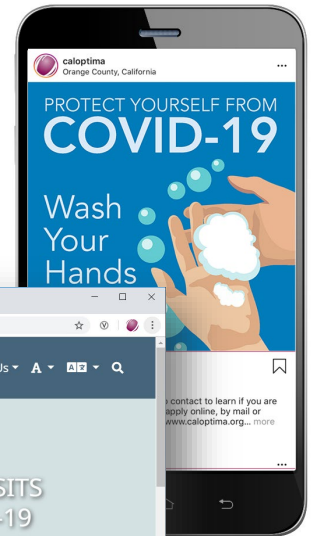 caloptima
Orange County, California
PROTECT YOURSELF FROM
COVID-19
Wash
Your
Hands
contact to learn if you are
apply online, by mail or
www.caloptima.org... more
Us
A
SITS
-19